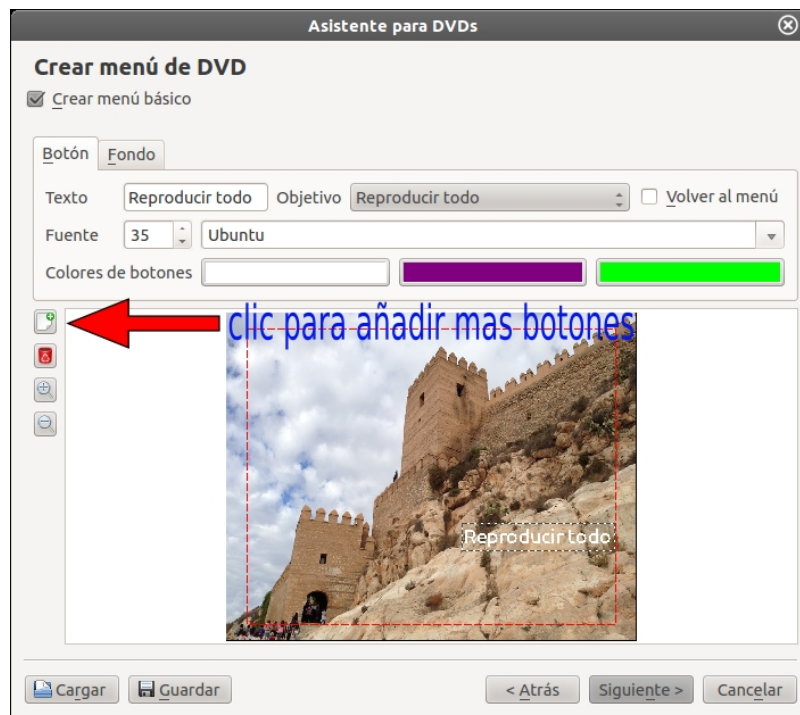 Asistente para DVDs
Crear menú de DVD
Crear menú básico
Botón Fondo
Texto Reproducir todo Objetivo Reproducir todo Volver al menú
Fuente 35 Ubuntu
Colores de botones
clic para añadir mas botones
Reproducir todo
Cargar Guardar < Atrás Siguiente > Cancelar